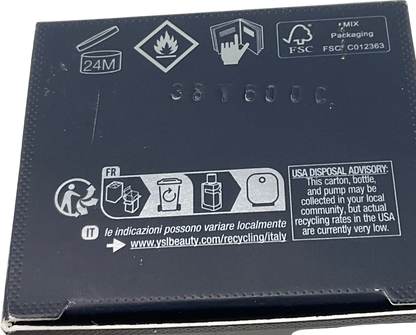 MIX
Packaging
FSC
FSC® C012363
24M
38T600C
FR
USA DISPOSAL ADVISORY:
This carton, bottle,
and pump may be
collected in your local
community, but actual
recycling rates in the USA
are currently very low.
IT le indicazioni possono variare localmente
www.yslbeauty.com/recycling/italy